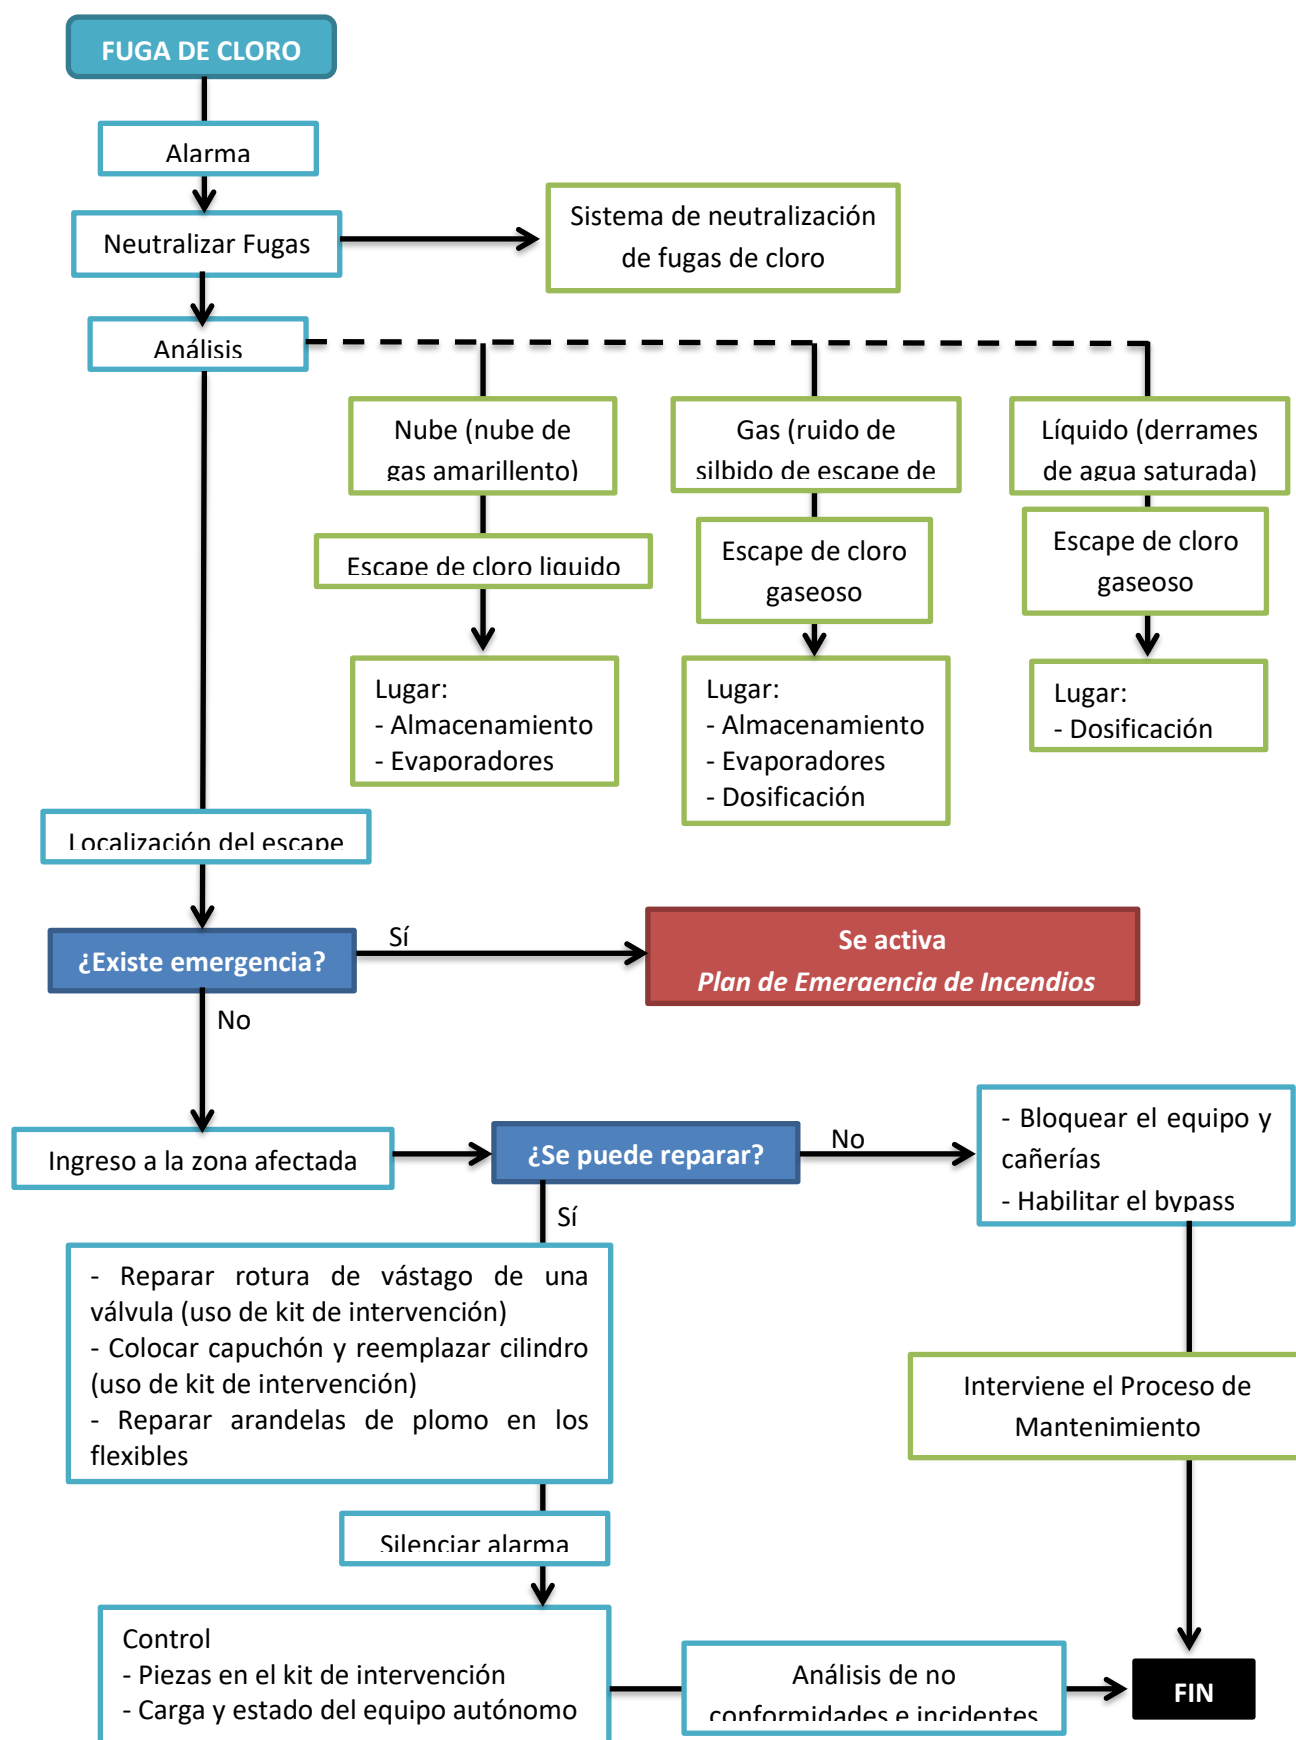 FUGA DE CLORO
Alarma
Neutralizar Fugas
Sistema de neutralización
de fugas de cloro
Análisis
Nube (nube de
gas amarillento)
Gas (ruido de
silbido de escape de
Líquido (derrames
de agua saturada)
Escape de cloro liquido
Escape de cloro
gaseoso
Escape de cloro
gaseoso
Lugar:
- Almacenamiento
- Evaporadores
Lugar:
- Almacenamiento
- Evaporadores
- Dosificación
Lugar:
- Dosificación
Localización del escape
¿Existe emergencia?
Sí
Se activa
Plan de Emergencia de Incendios
No
Ingreso a la zona afectada
¿Se puede reparar?
No
- Bloquear el equipo y
cañerías
- Habilitar el bypass
Sí
- Reparar rotura de vástago de una
válvula (uso de kit de intervención)
- Colocar capuchón y reemplazar cilindro
(uso de kit de intervención)
- Reparar arandelas de plomo en los
flexibles
Interviene el Proceso de
Mantenimiento
Silenciar alarma
Control
- Piezas en el kit de intervención
- Carga y estado del equipo autónomo
Análisis de no
conformidades e incidentes
FIN